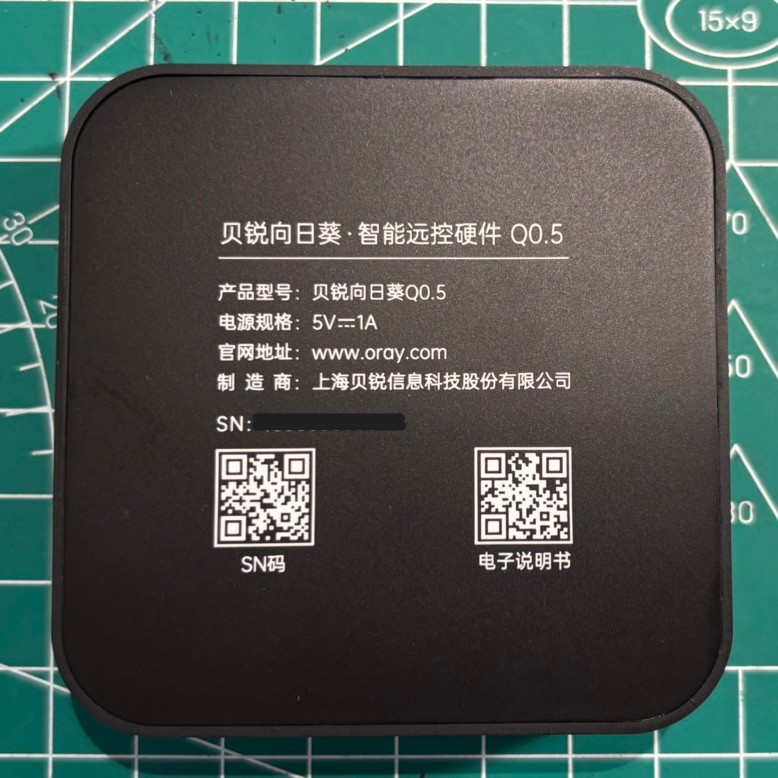 15×9
贝锐向日葵·智能远控硬件 Q0.5
产品型号：贝锐向日葵Q0.5
电源规格：5V⎓1A
官网地址：www.oray.com
制 造 商：上海贝锐信息科技股份有限公司
SN:
SN码
电子说明书
30